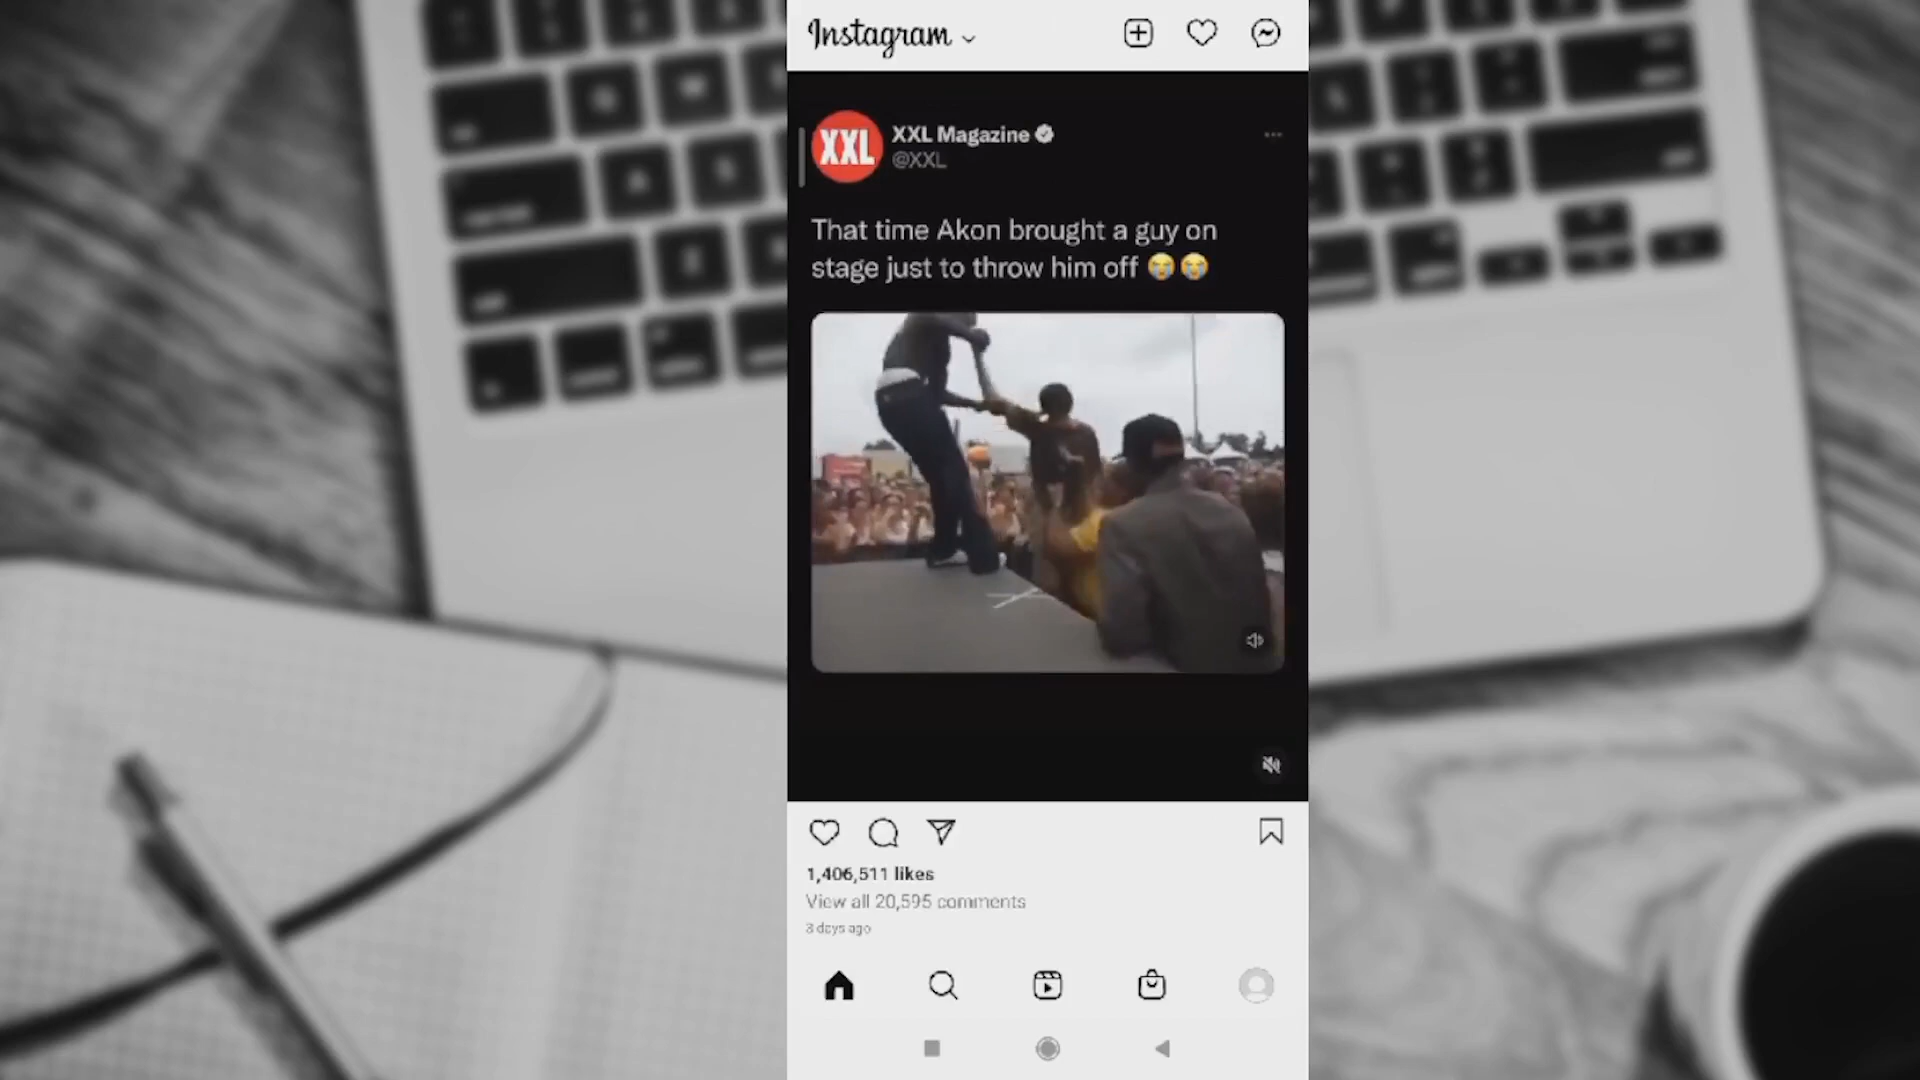 Instagram
XXL
XXL Magazine
@XXL
That time Akon brought a guy on
stage just to throw him off 😭😭
1,406,511 likes
View all 20,595 comments
3 days ago